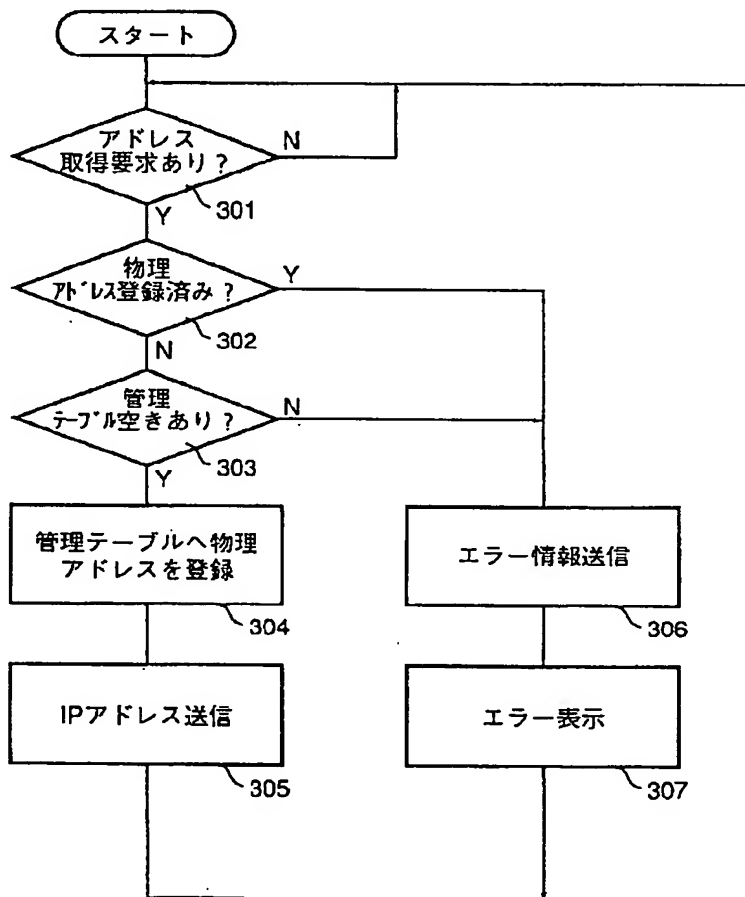 スタート
アドレス
取得要求あり？
N
301
Y
物理
ｱﾄﾞﾚｽ登録済み？
Y
302
N
管理
ﾃｰﾌﾞﾙ空きあり？
N
303
Y
管理テーブルへ物理
アドレスを登録
304
エラー情報送信
306
IPアドレス送信
305
エラー表示
307